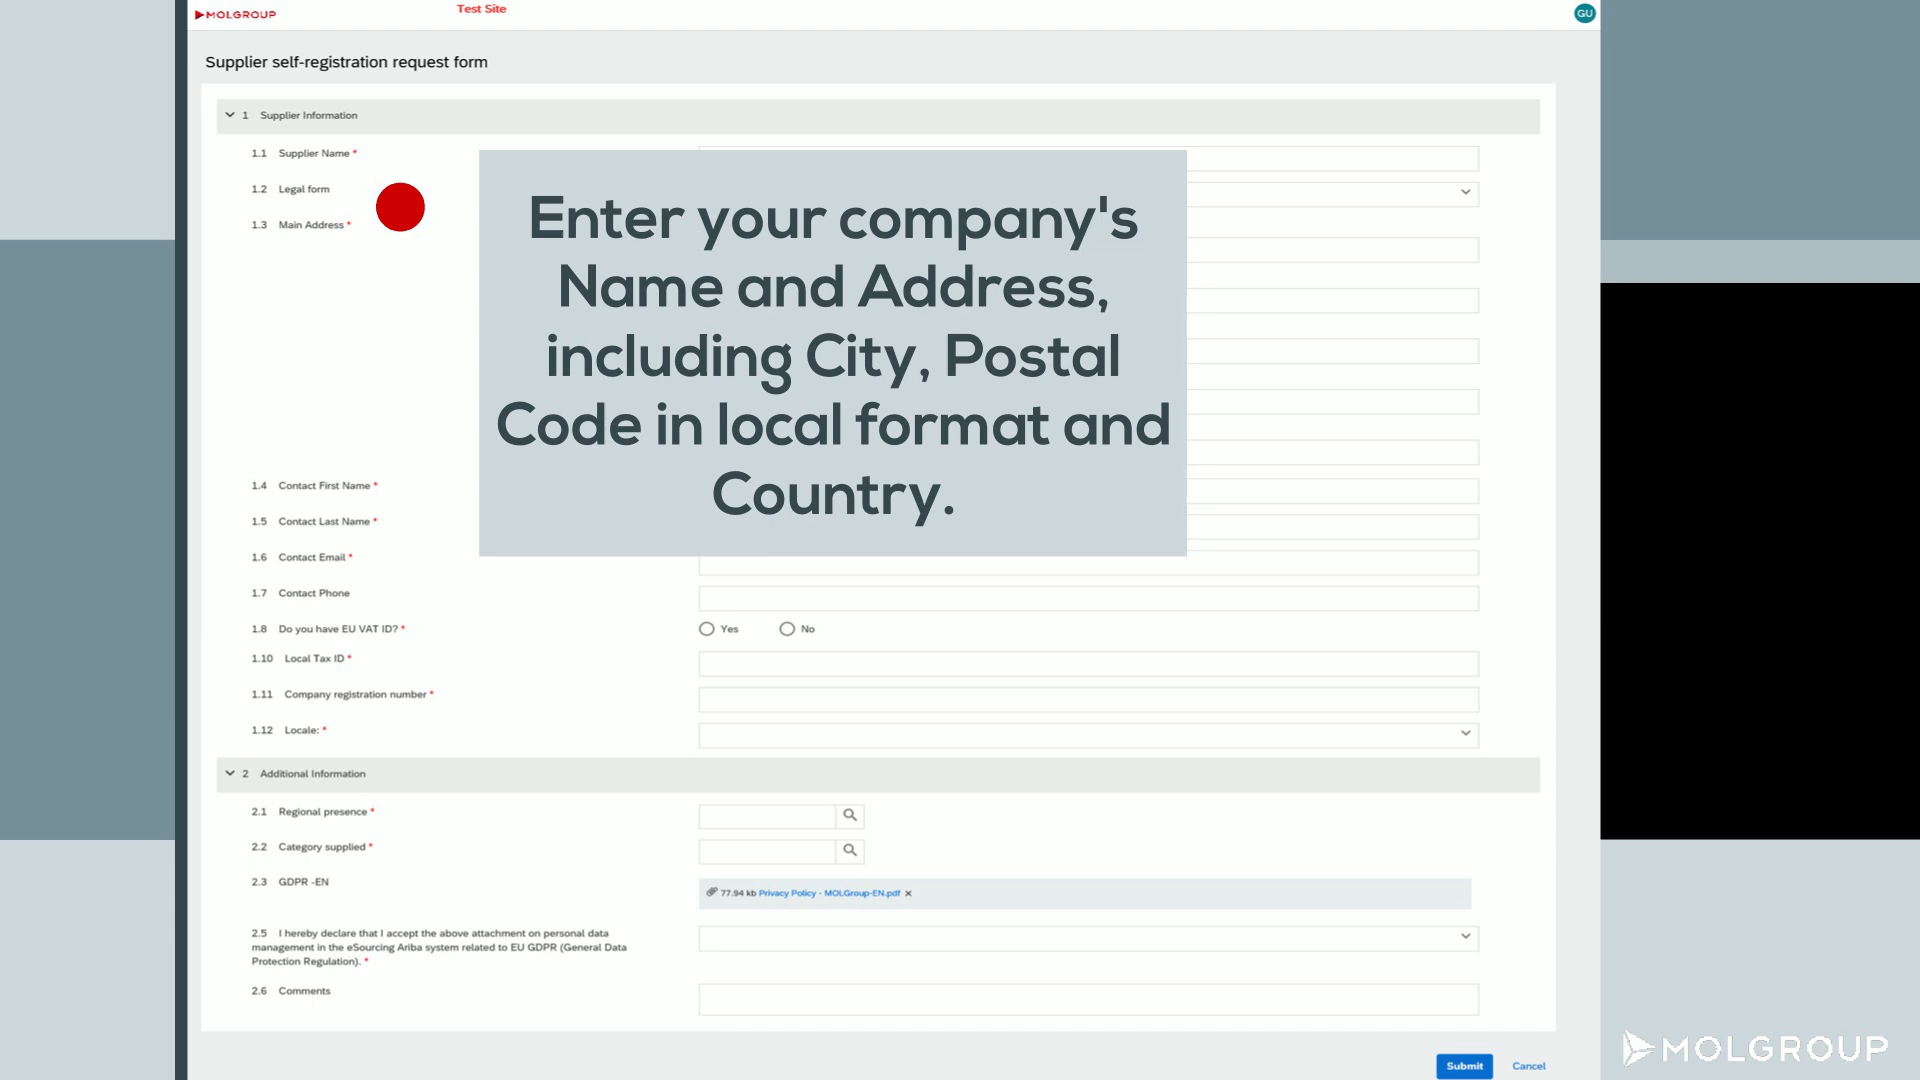 MOLGROUP
Test Site
GU
Supplier self-registration request form
1 Supplier Information
1.1 Supplier Name *
1.2 Legal form
1.3 Main Address *
Enter your company's
Name and Address,
including City, Postal
Code in local format and
Country.
1.4 Contact First Name *
1.5 Contact Last Name *
1.6 Contact Email *
1.7 Contact Phone
1.8 Do you have EU VAT ID? *
Yes No
1.10 Local Tax ID *
1.11 Company registration number *
1.12 Locale: *
2 Additional Information
2.1 Regional presence *
2.2 Category supplied *
2.3 GDPR -EN
77.94 kb Privacy Policy - MOLGroup-EN.pdf ×
2.5 I hereby declare that I accept the above attachment on personal data
management in the eSourcing Ariba system related to EU GDPR (General Data
Protection Regulation). *
2.6 Comments
Submit Cancel
MOLGROUP